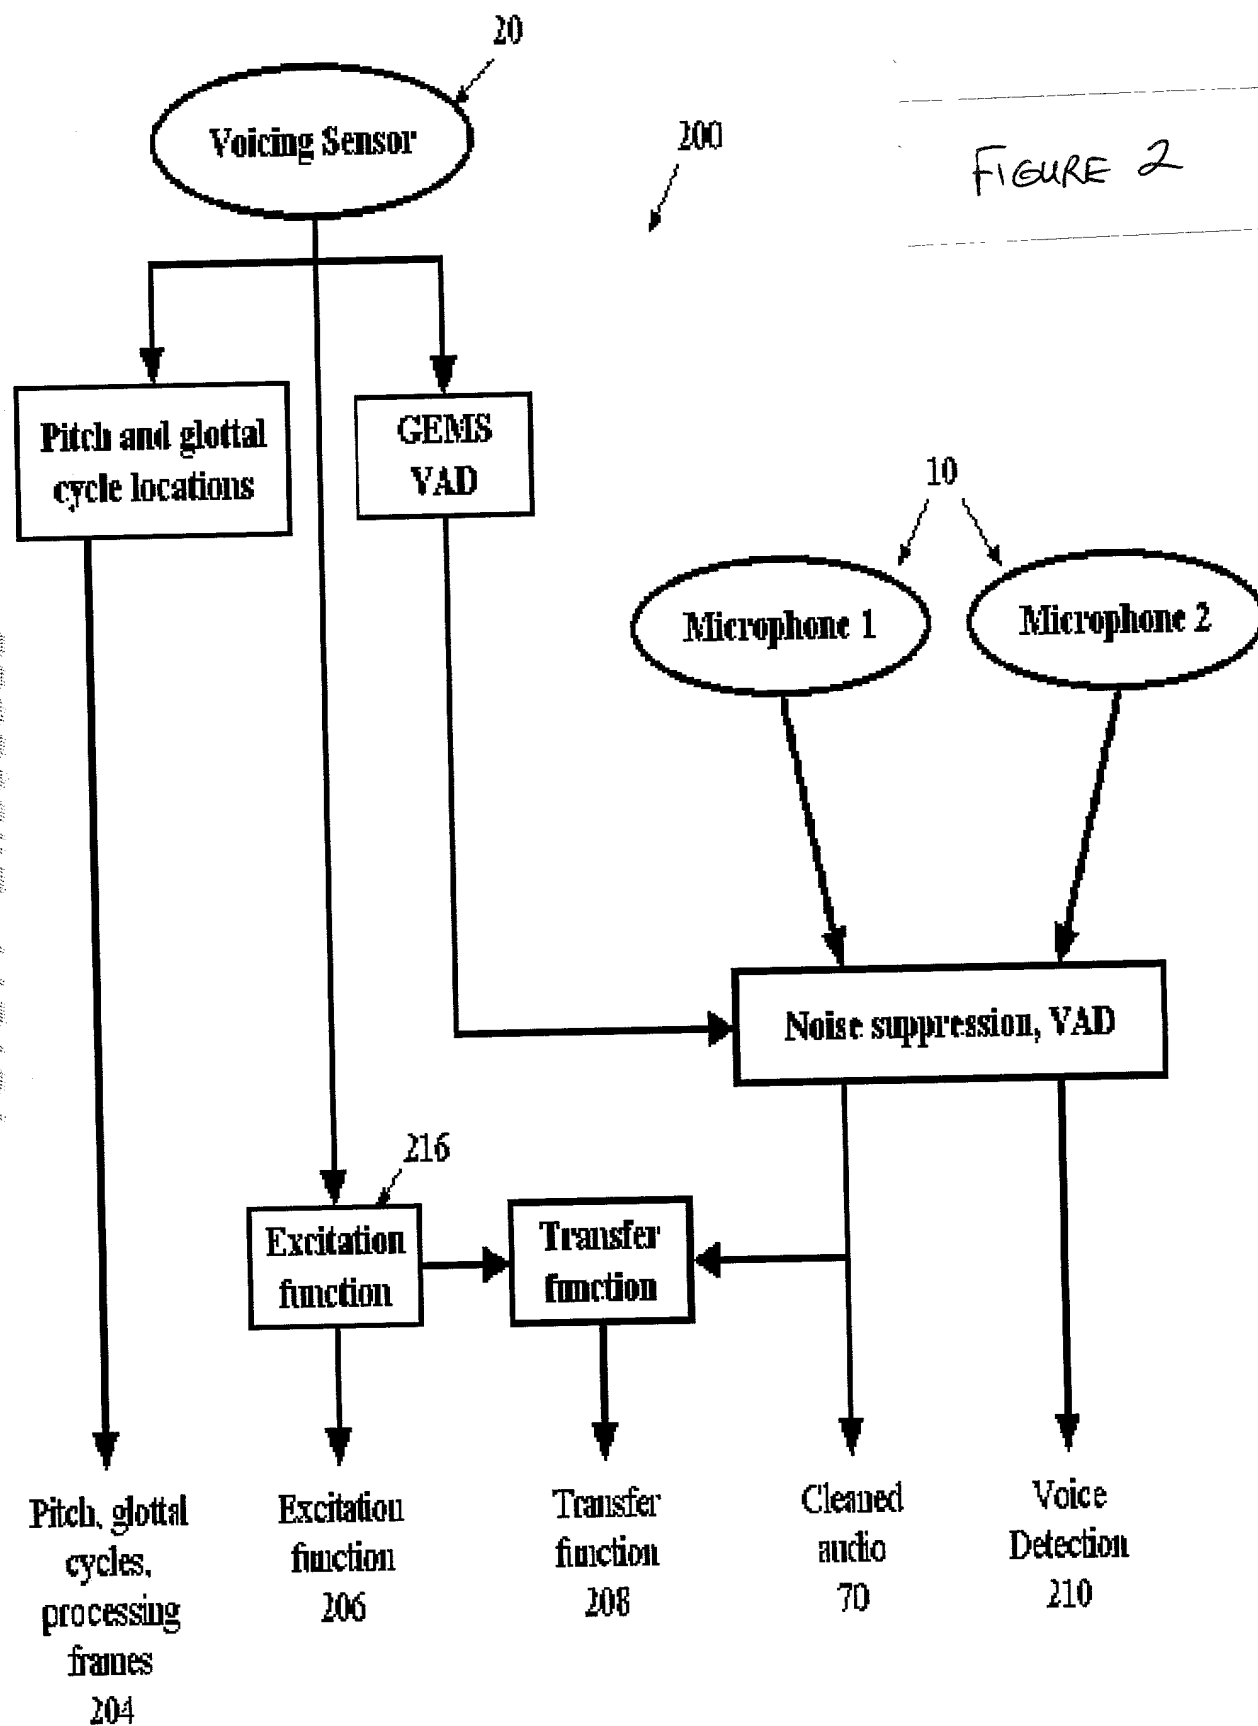 20
Voicing Sensor
200
FIGURE 2
Pitch and glottal
cycle locations
GEMS
VAD
10
Microphone 1
Microphone 2
Noise suppression, VAD
216
Excitation
function
Transfer
function
Pitch, glottal
cycles,
processing
frames
204
Excitation
function
206
Transfer
function
208
Cleaned
audio
70
Voice
Detection
210